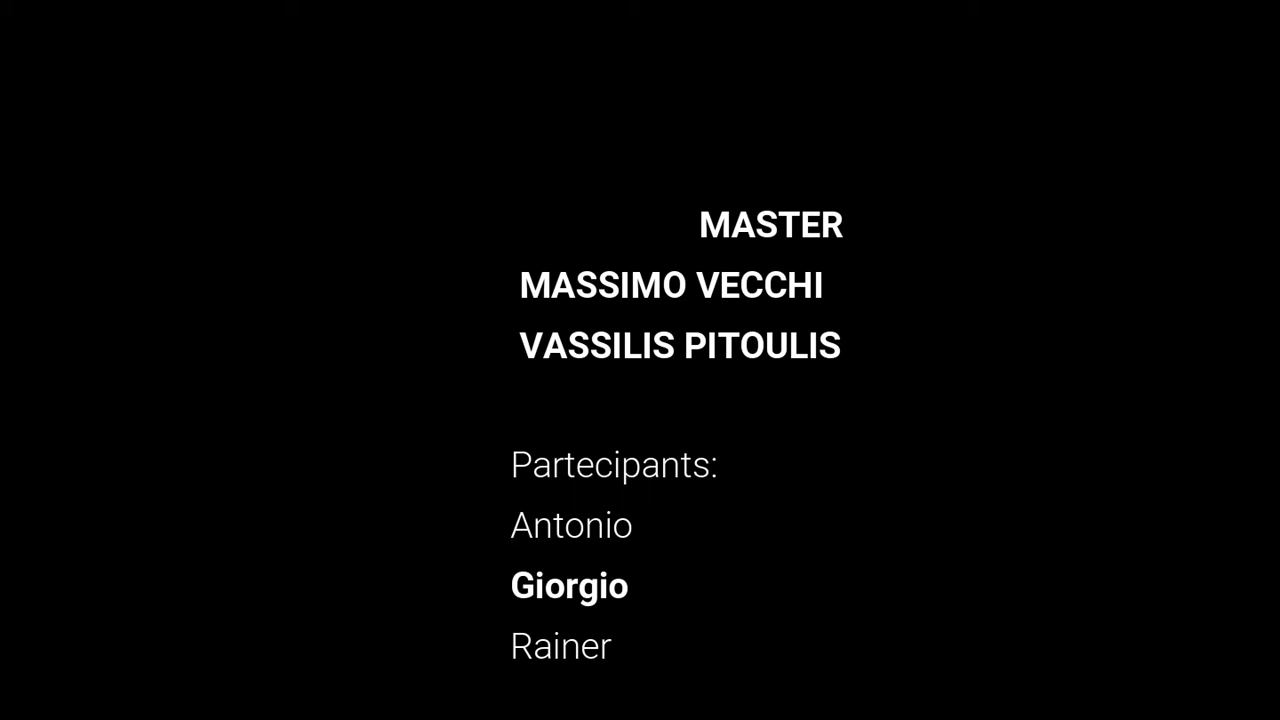 MASTER
MASSIMO VECCHI
VASSILIS PITOULIS
Partecipants:
Antonio
Giorgio
Rainer